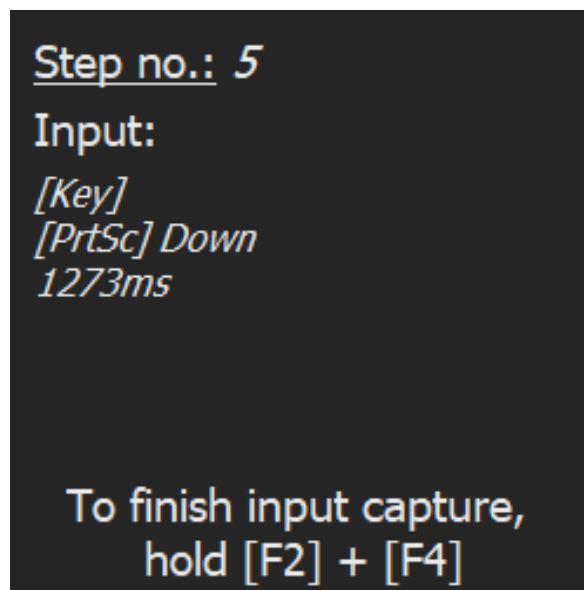 Step no.: 5
Input:
[Key]
[PrtSc] Down
1273ms
To finish input capture,
hold [F2] + [F4]